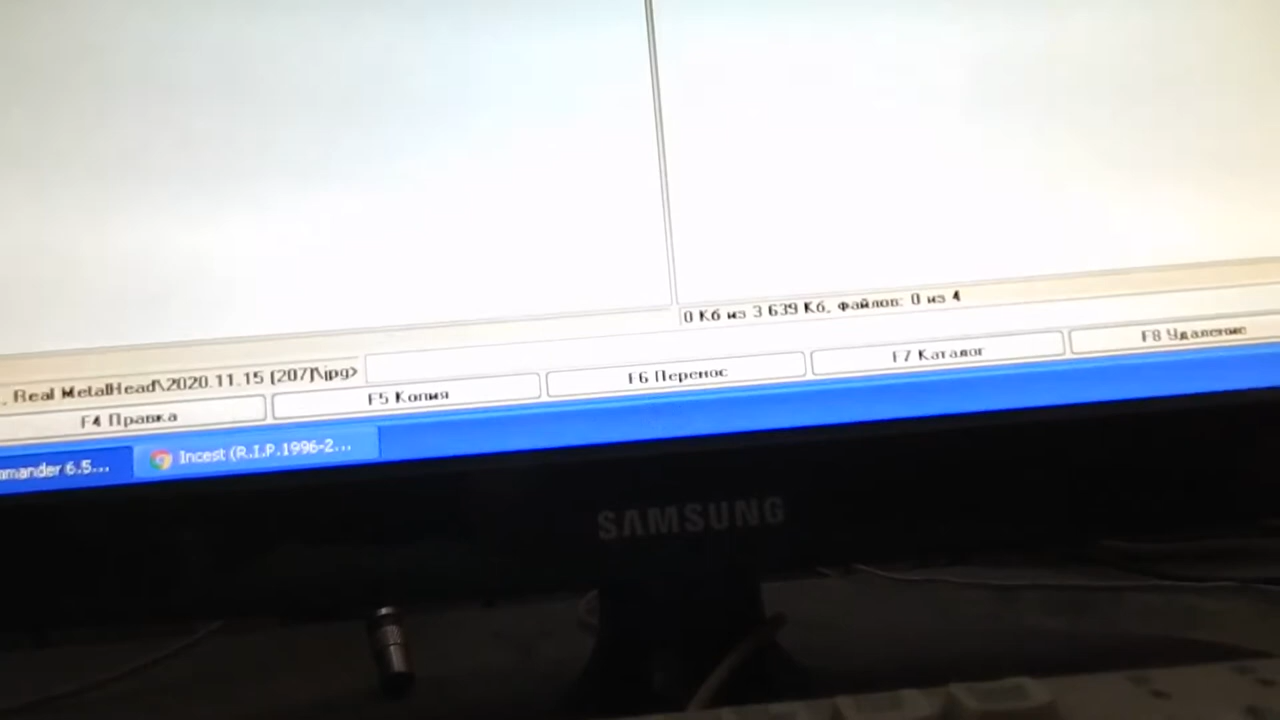 0 Кб из 3 639 Кб, файлов: 0 из 4
. Real MetalHead\2020.11.15 [207]\jpg>
F4 Правка
F5 Копия
F6 Перенос
F7 Каталог
F8 Удаление
mmander 6.5...
Incest (R.I.P.1996-2...
SAMSUNG